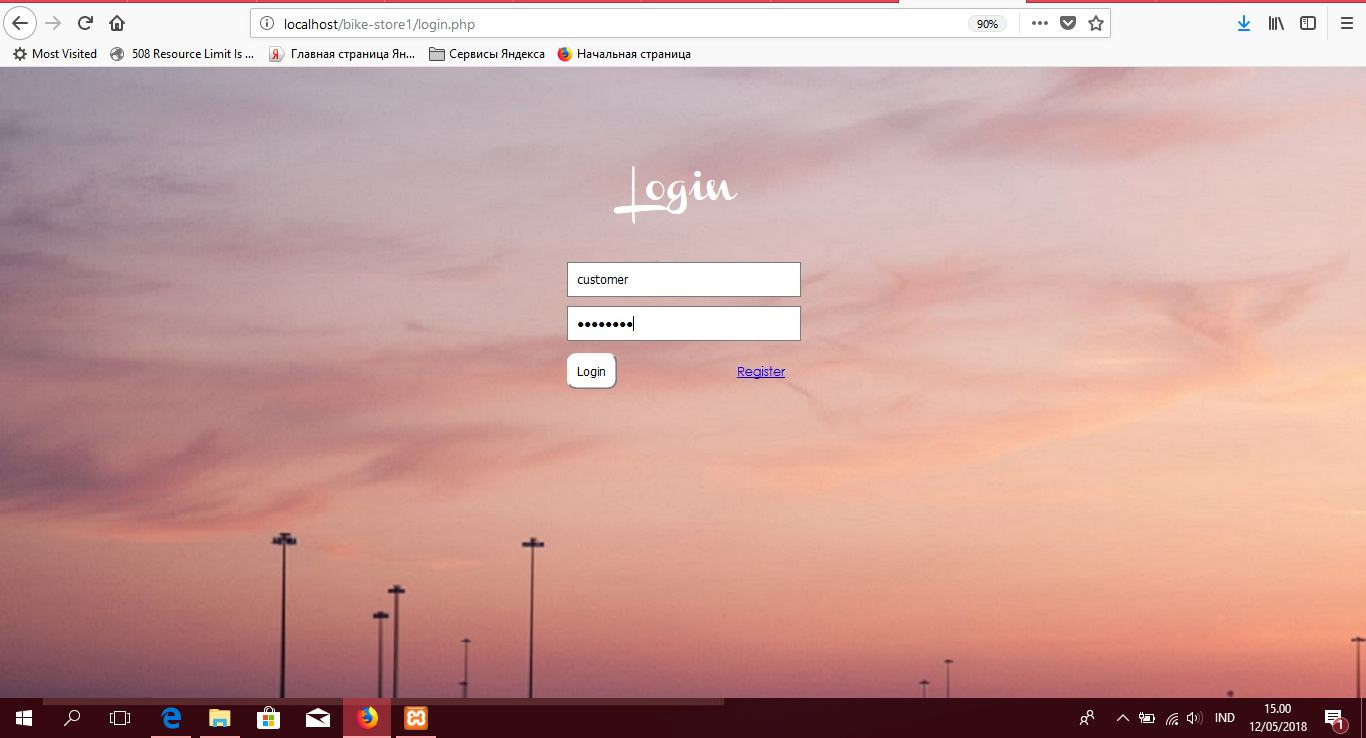 localhost/bike-store1/login.php
90%
Most Visited
508 Resource Limit Is ...
Главная страница Ян...
Сервисы Яндекса
Начальная страница
Login
customer
••••••••
Login
Register
IND
15.00
12/05/2018
1